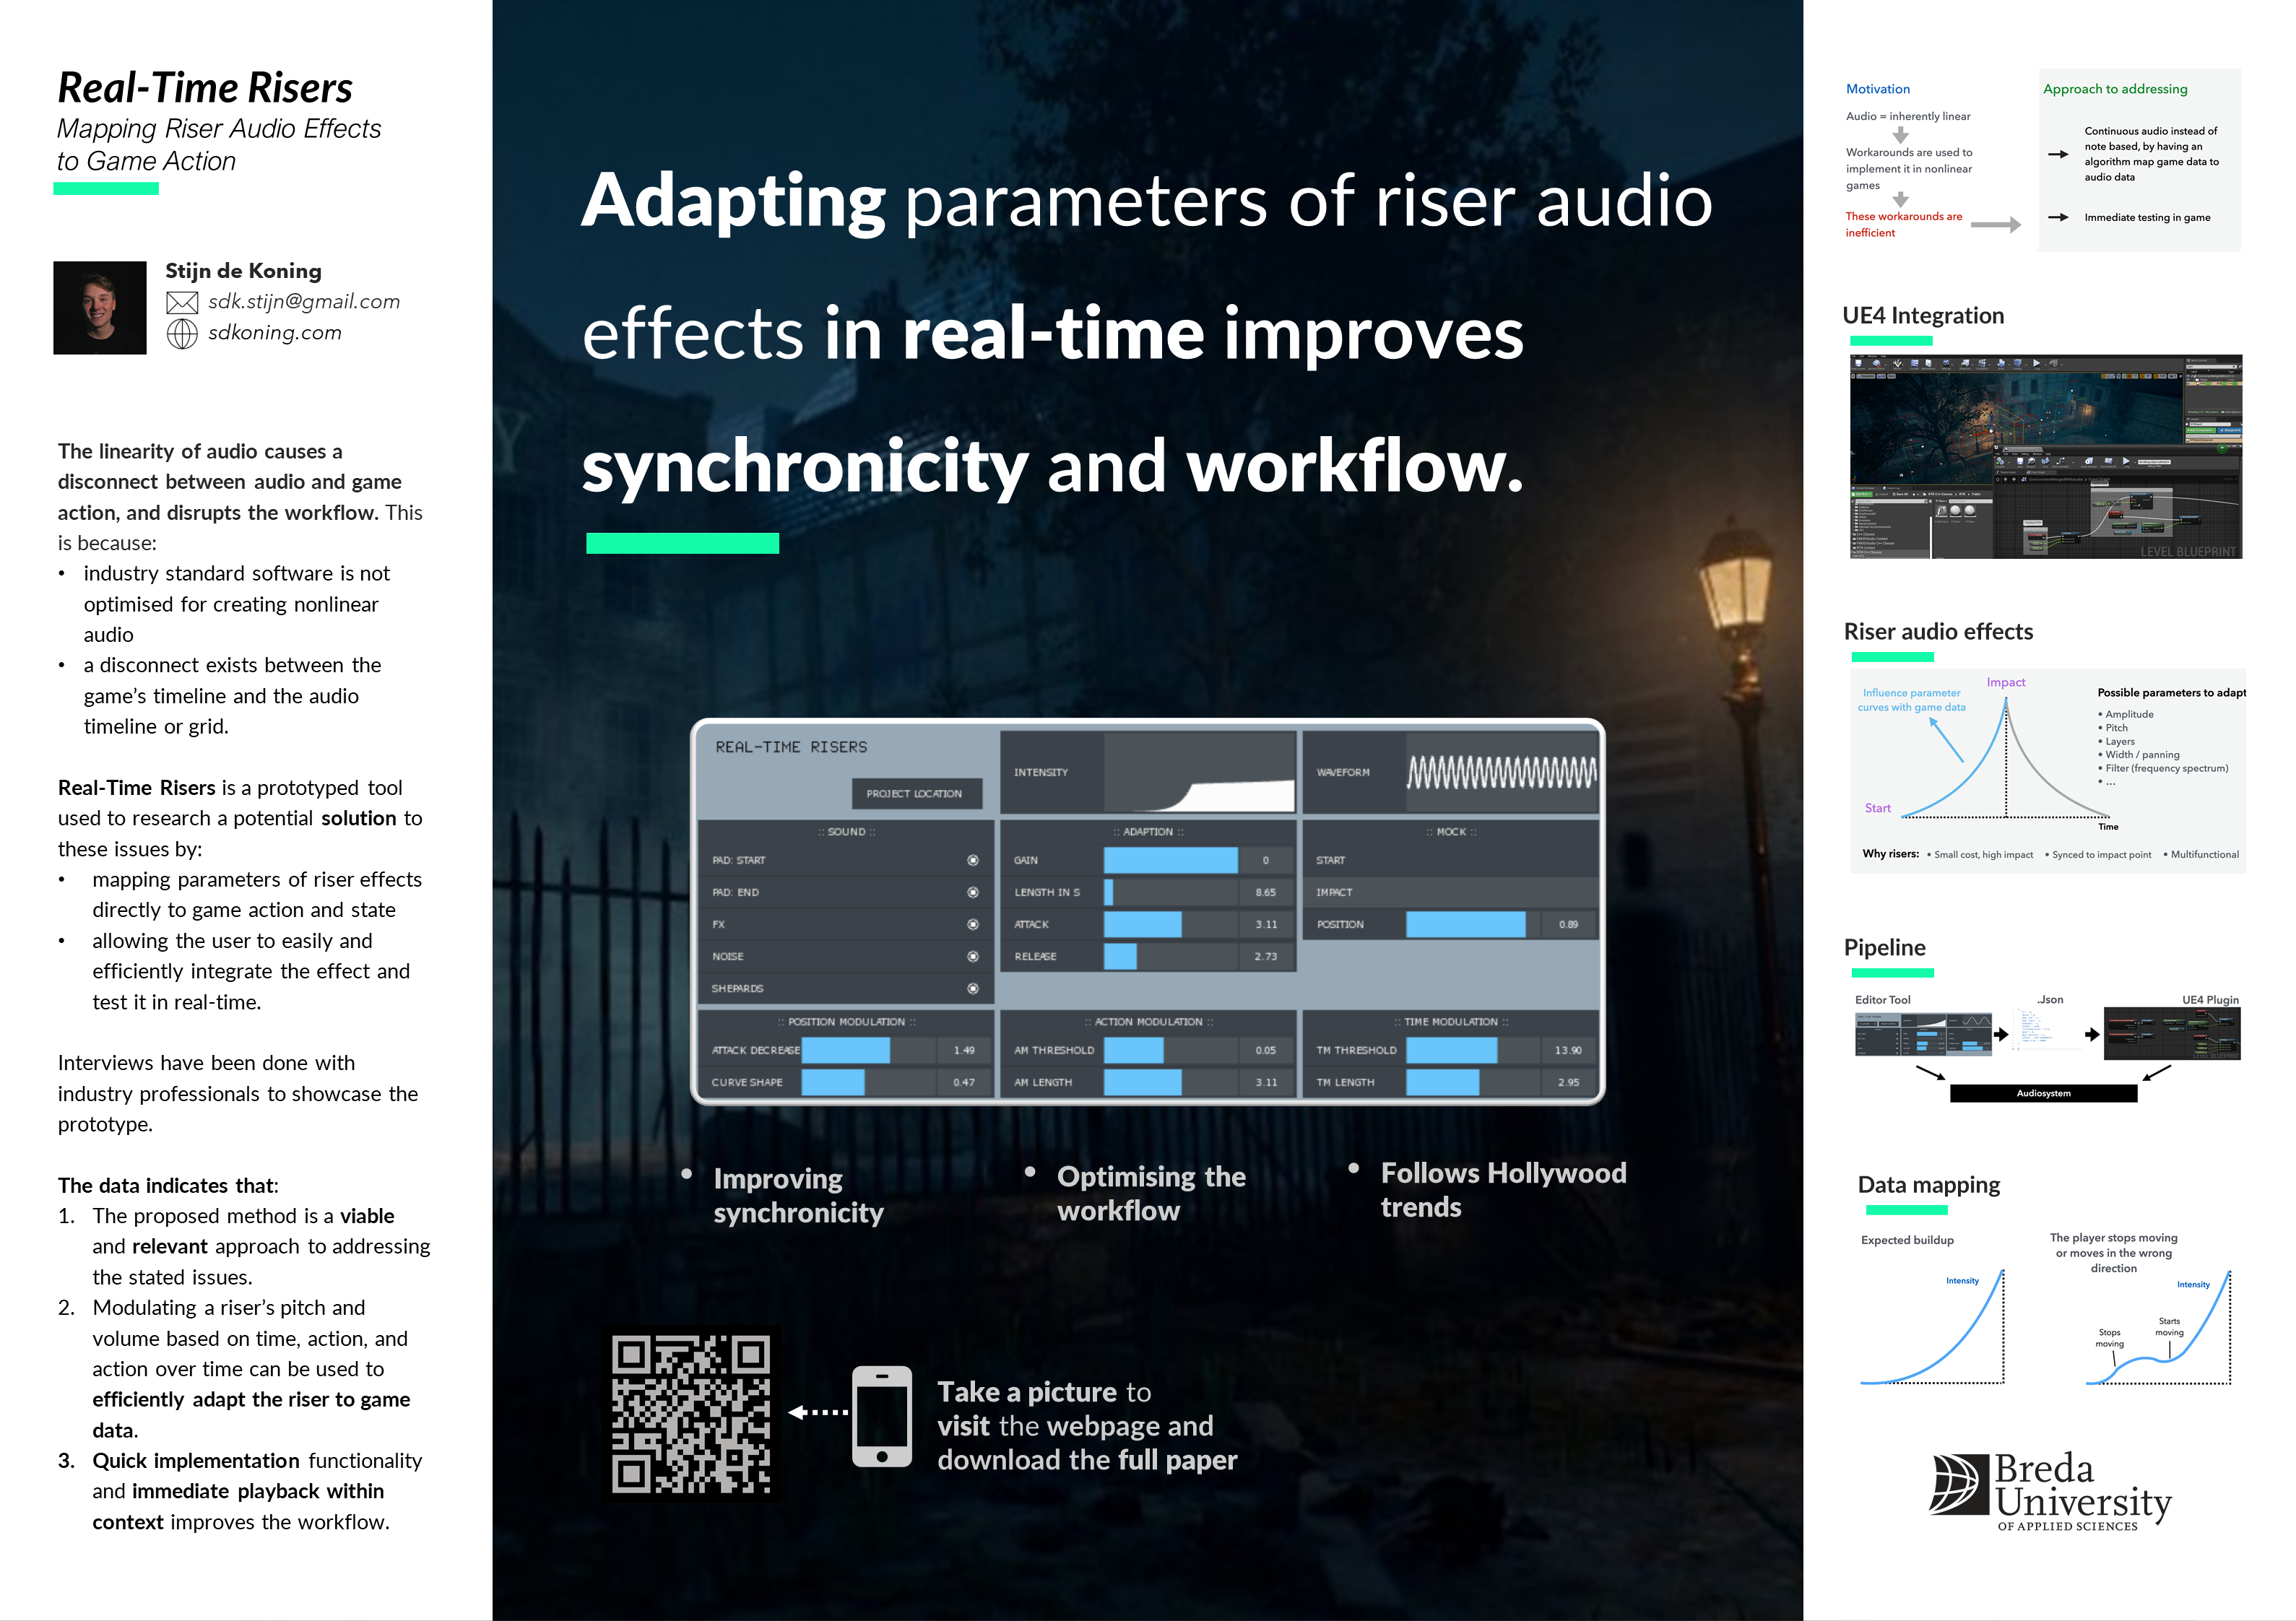 Real-Time Risers
Mapping Riser Audio Effects
to Game Action
Stijn de Koning
sdk.stijn@gmail.com
sdkoning.com
The linearity of audio causes a
disconnect between audio and game
action, and disrupts the workflow. This
is because:
• industry standard software is not
optimised for creating nonlinear
audio
• a disconnect exists between the
game's timeline and the audio
timeline or grid.
Real-Time Risers is a prototyped tool
used to research a potential solution to
these issues by:
• mapping parameters of riser effects
directly to game action and state
• allowing the user to easily and
efficiently integrate the effect and
test it in real-time.
Interviews have been done with
industry professionals to showcase the
prototype.
The data indicates that:
1. The proposed method is a viable
and relevant approach to addressing
the stated issues.
2. Modulating a riser's pitch and
volume based on time, action, and
action over time can be used to
efficiently adapt the riser to game
data.
3. Quick implementation functionality
and immediate playback within
context improves the workflow.
Adapting parameters of riser audio
effects in real-time improves
synchronicity and workflow.
REAL-TIME RISERS
PROJECT LOCATION
INTENSITY
WAVEFORM
:: SOUND ::
PAD: START
PAD: END
FX
NOISE
SHEPARDS
:: ADAPTION ::
GAIN 0
LENGTH IN S 8.65
ATTACK 3.11
RELEASE 2.73
:: MOCK ::
START
IMPACT
POSITION 0.89
:: POSITION MODULATION ::
ATTACK DECREASE 1.49
CURVE SHAPE 0.47
:: ACTION MODULATION ::
AM THRESHOLD 0.05
AM LENGTH 3.11
:: TIME MODULATION ::
TM THRESHOLD 13.90
TM LENGTH 2.95
• Improving
synchronicity
• Optimising the
workflow
• Follows Hollywood
trends
Take a picture to
visit the webpage and
download the full paper
Motivation
Audio = inherently linear
Workarounds are used to
implement it in nonlinear
games
These workarounds are
inefficient
Approach to addressing
Continuous audio instead of
note based, by having an
algorithm map game data to
audio data
Immediate testing in game
UE4 Integration
LEVEL BLUEPRINT
Riser audio effects
Influence parameter
curves with game data
Impact
Start
Time
Possible parameters to adapt
• Amplitude
• Pitch
• Layers
• Width / panning
• Filter (frequency spectrum)
• ...
Why risers: • Small cost, high impact • Synced to impact point • Multifunctional
Pipeline
Editor Tool
.Json
UE4 Plugin
Audiosystem
Data mapping
Expected buildup
Intensity
The player stops moving
or moves in the wrong
direction
Intensity
Stops
moving
Starts
moving
Breda
University
OF APPLIED SCIENCES